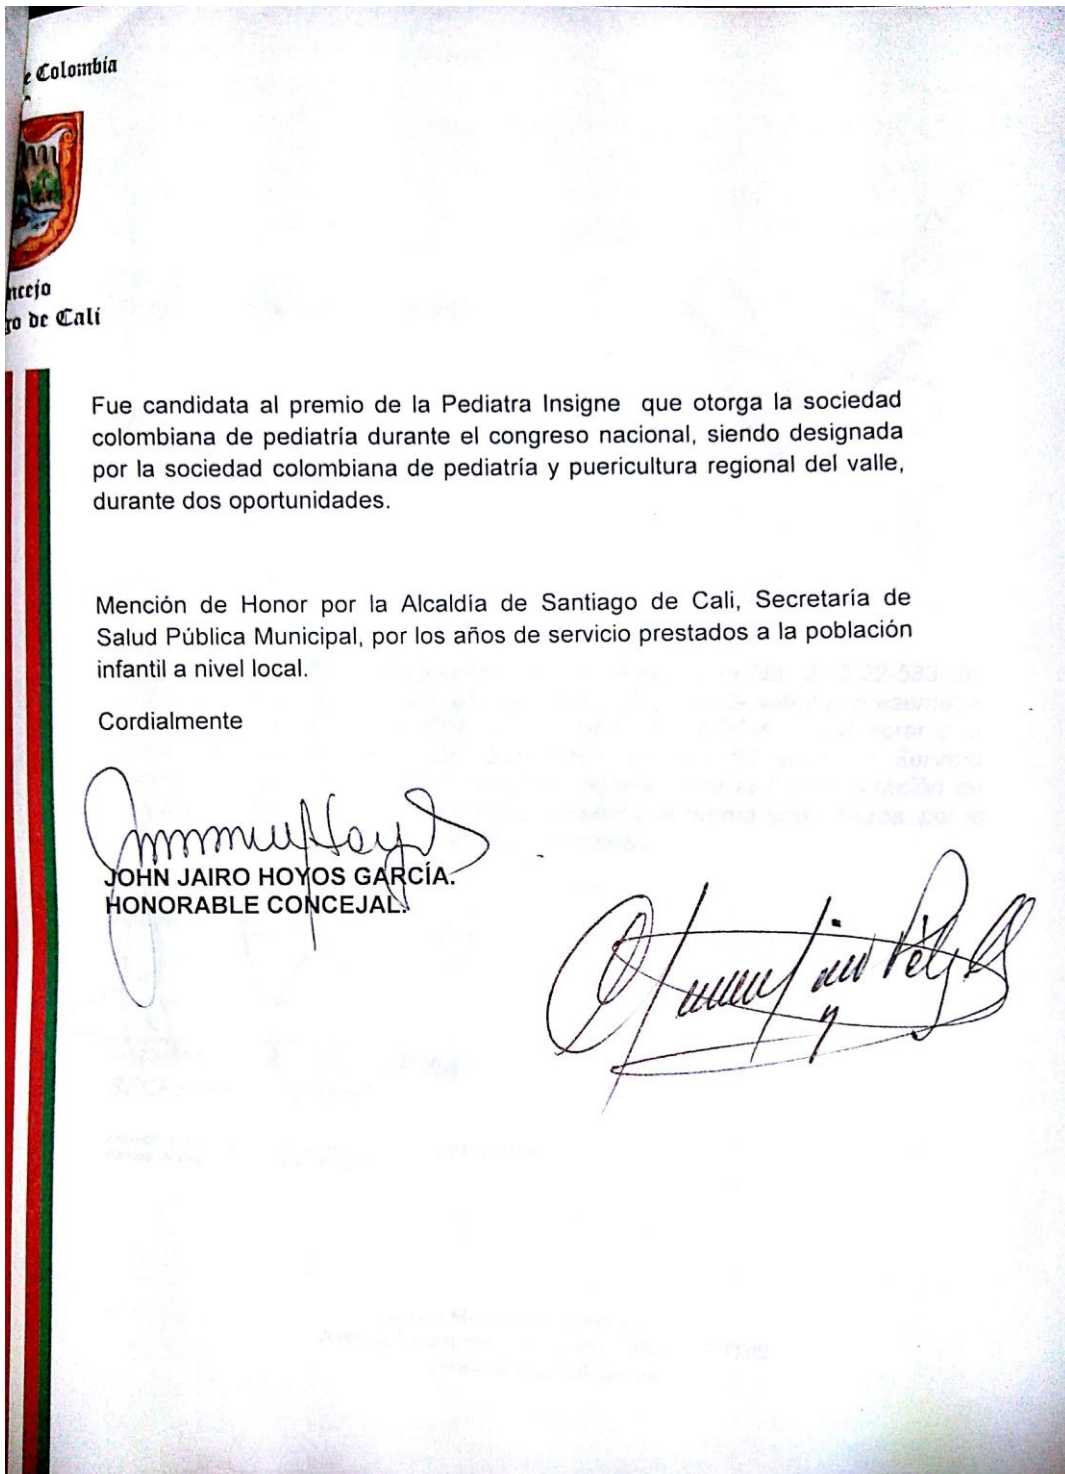 e Colombia
ncejo
go de Cali
Fue candidata al premio de la Pediatra Insigne que otorga la sociedad
colombiana de pediatría durante el congreso nacional, siendo designada
por la sociedad colombiana de pediatría y puericultura regional del valle,
durante dos oportunidades.
Mención de Honor por la Alcaldía de Santiago de Cali, Secretaría de
Salud Pública Municipal, por los años de servicio prestados a la población
infantil a nivel local.
Cordialmente
JOHN JAIRO HOYOS GARCÍA.
HONORABLE CONCEJAL.